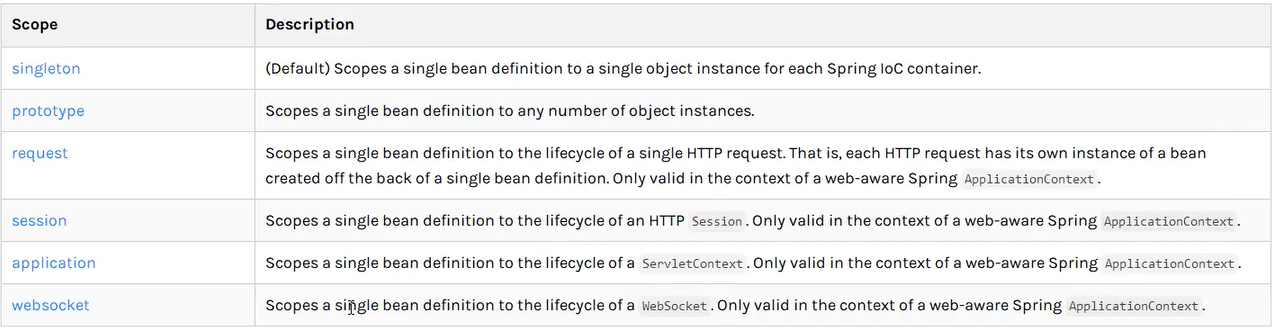 Scope Description
singleton (Default) Scopes a single bean definition to a single object instance for each Spring IoC container.
prototype Scopes a single bean definition to any number of object instances.
request Scopes a single bean definition to the lifecycle of a single HTTP request. That is, each HTTP request has its own instance of a bean
created off the back of a single bean definition. Only valid in the context of a web-aware Spring ApplicationContext.
session Scopes a single bean definition to the lifecycle of an HTTP Session. Only valid in the context of a web-aware Spring ApplicationContext.
application Scopes a single bean definition to the lifecycle of a ServletContext. Only valid in the context of a web-aware Spring ApplicationContext.
websocket Scopes a single bean definition to the lifecycle of a WebSocket. Only valid in the context of a web-aware Spring ApplicationContext.